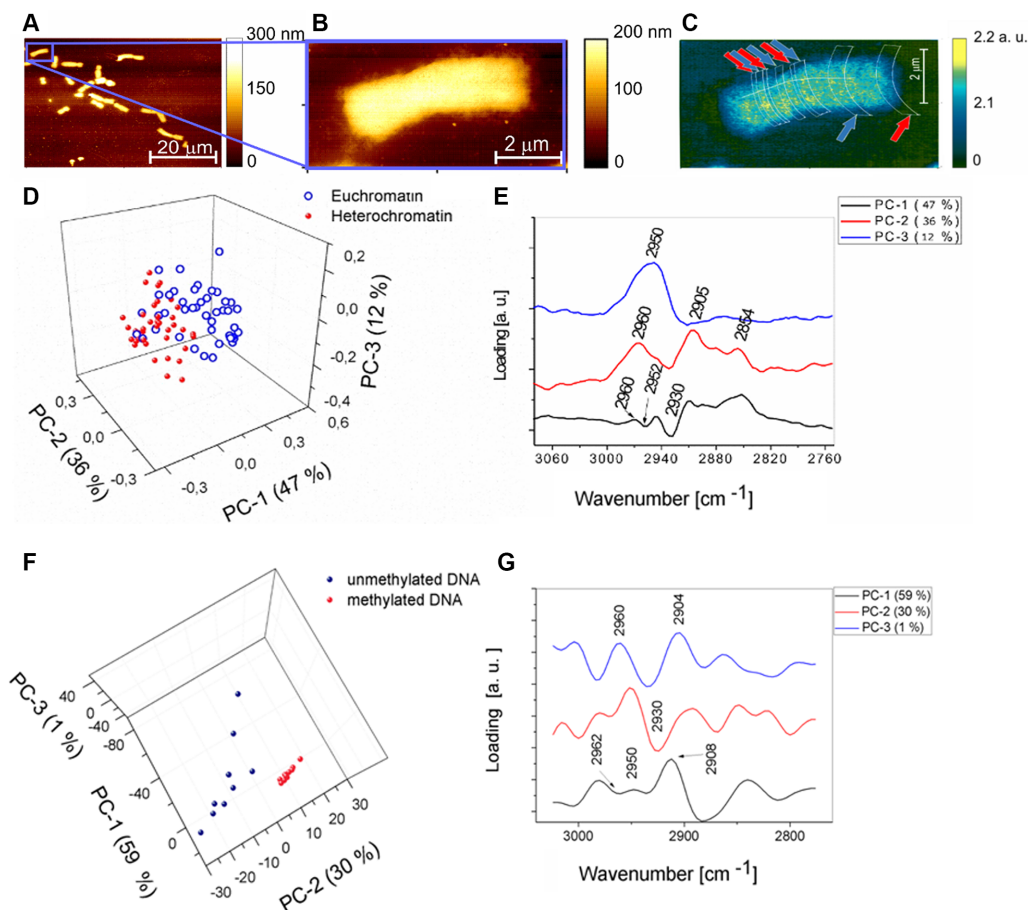 A
300 nm
150
0
20 μm
B
200 nm
100
0
2 μm
C
2.2 a. u.
2.1
0
2 μm
D
Euchromatin
Heterochromatin
0,2
0,0
-0,2
-0,4
PC-3 (12 %)
0,6
0,3
0,0
-0,3
PC-1 (47 %)
0,3
0,0
-0,3
PC-2 (36 %)
E
PC-1 ( 47 %)
PC-2 ( 36 %)
PC-3 ( 12 %)
2950
2960
2905
2854
2960
2952
2930
Loading [a. u.]
3060 3000 2940 2880 2820 2760
Wavenumber [cm -1]
F
unmethylated DNA
methylated DNA
PC-3 (1 %)
40
0
-40
-80
-40
0
PC-1 (59 %)
-30 -20 -10 0 10 20 30
PC-2 (30 %)
G
PC-1 (59 %)
PC-2 (30 %)
PC-3 (1 %)
2960
2904
2930
2962
2950
2908
Loading [a. u. ]
3000 2900 2800
Wavenumber [cm -1]